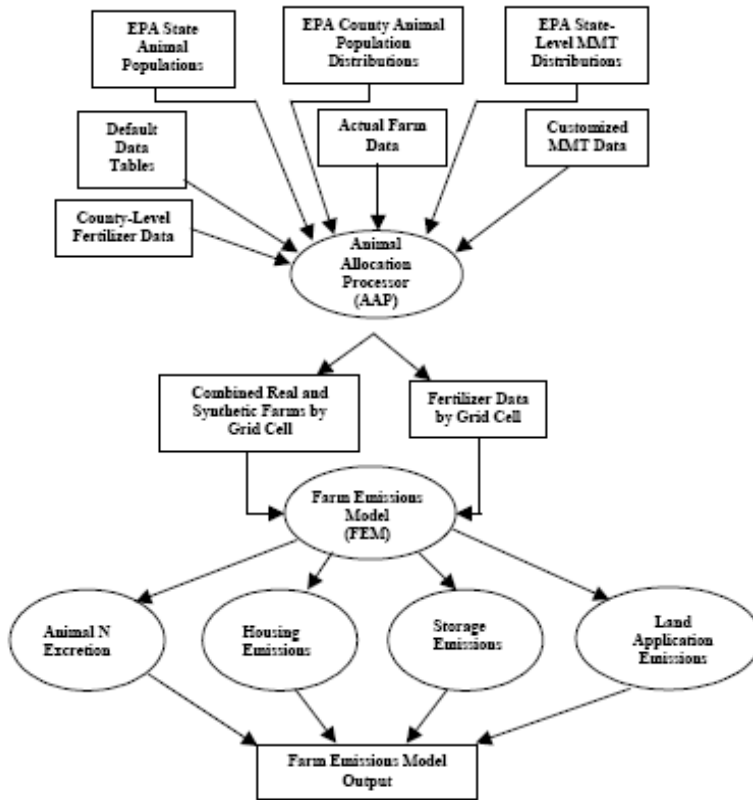 EPA State
Animal
Populations
EPA County Animal
Population
Distributions
EPA State-
Level MMT
Distributions
Default
Data
Tables
Actual Farm
Data
Customized
MMT Data
County-Level
Fertilizer Data
Animal
Allocation
Processor
(AAP)
Combined Real and
Synthetic Farms by
Grid Cell
Fertilizer Data
by Grid Cell
Farm Emissions
Model
(FEM)
Animal N
Excretion
Housing
Emissions
Storage
Emissions
Land
Application
Emissions
Farm Emissions Model
Output